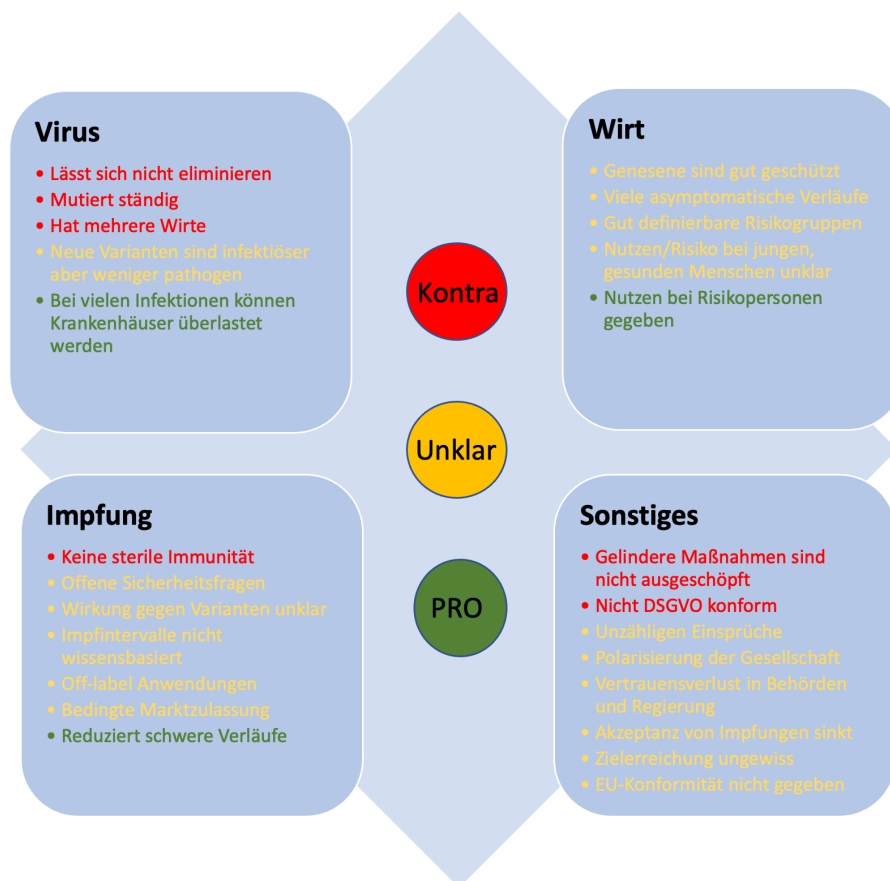 Virus
• Lässt sich nicht eliminieren
• Mutiert ständig
• Hat mehrere Wirte
• Neue Varianten sind infektiöser
aber weniger pathogen
• Bei vielen Infektionen können
Krankenhäuser überlastet
werden
Wirt
• Genesene sind gut geschützt
• Viele asymptomatische Verläufe
• Gut definierbare Risikogruppen
• Nutzen/Risiko bei jungen,
gesunden Menschen unklar
• Nutzen bei Risikopersonen
gegeben
Kontra
Unklar
PRO
Impfung
• Keine sterile Immunität
• Offene Sicherheitsfragen
• Wirkung gegen Varianten unklar
• Impfintervalle nicht
wissensbasiert
• Off-label Anwendungen
• Bedingte Marktzulassung
• Reduziert schwere Verläufe
Sonstiges
• Gelindere Maßnahmen sind
nicht ausgeschöpft
• Nicht DSGVO konform
• Unzähligen Einsprüche
• Polarisierung der Gesellschaft
• Vertrauensverlust in Behörden
und Regierung
• Akzeptanz von Impfungen sinkt
• Zielerreichung ungewiss
• EU-Konformität nicht gegeben